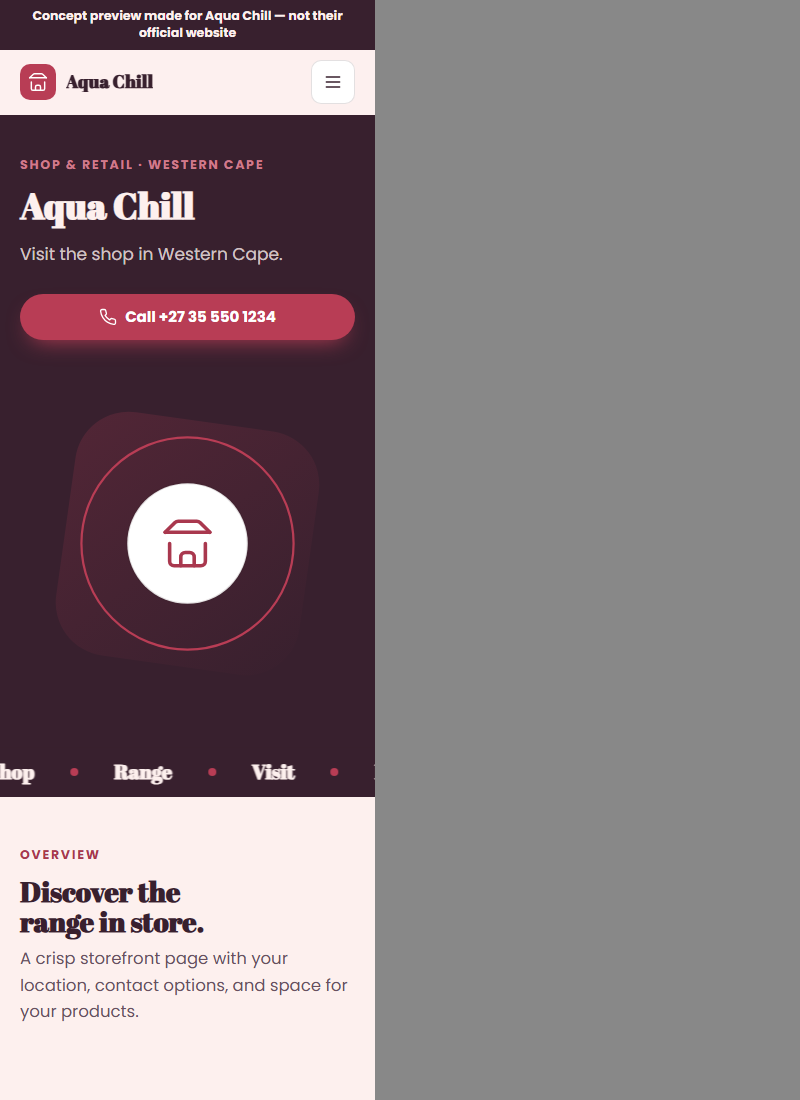 Concept preview made for Aqua Chill — not their
official website
Aqua Chill
SHOP & RETAIL · WESTERN CAPE
Aqua Chill
Visit the shop in Western Cape.
Call +27 35 550 1234
hop • Range • Visit •
OVERVIEW
Discover the
range in store.
A crisp storefront page with your
location, contact options, and space for
your products.